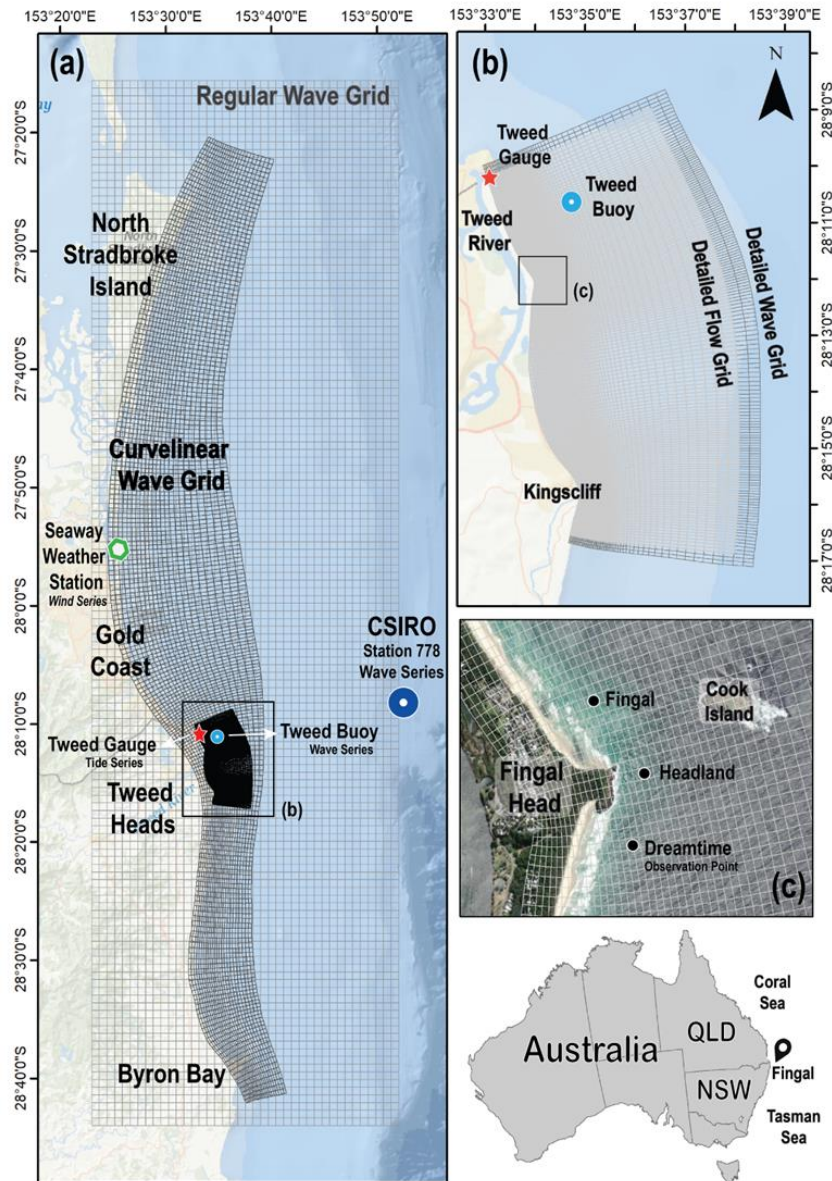 153°20'0"E
153°30'0"E
153°40'0"E
153°50'0"E
(a)
Regular Wave Grid
27°20'0"S
27°30'0"S
27°40'0"S
27°50'0"S
28°0'0"S
28°10'0"S
28°20'0"S
28°30'0"S
28°40'0"S
North
Stradbroke
Island
Curvelinear
Wave Grid
Seaway
Weather
Station
Wind Series
Gold
Coast
CSIRO
Station 778
Wave Series
Tweed Gauge
Tide Series
Tweed Buoy
Wave Series
Tweed
Heads
(b)
Byron Bay
153°33'0"E
153°35'0"E
153°37'0"E
153°39'0"E
(b)
N
28°9'0"S
28°11'0"S
28°13'0"S
28°15'0"S
28°17'0"S
Tweed
Gauge
Tweed
Buoy
Tweed
River
(c)
Detailed Flow Grid
Detailed Wave Grid
Kingscliff
Fingal
Cook
Island
Fingal
Head
Headland
Dreamtime
Observation Point
(c)
Coral
Sea
QLD
Australia
Fingal
NSW
Tasman
Sea